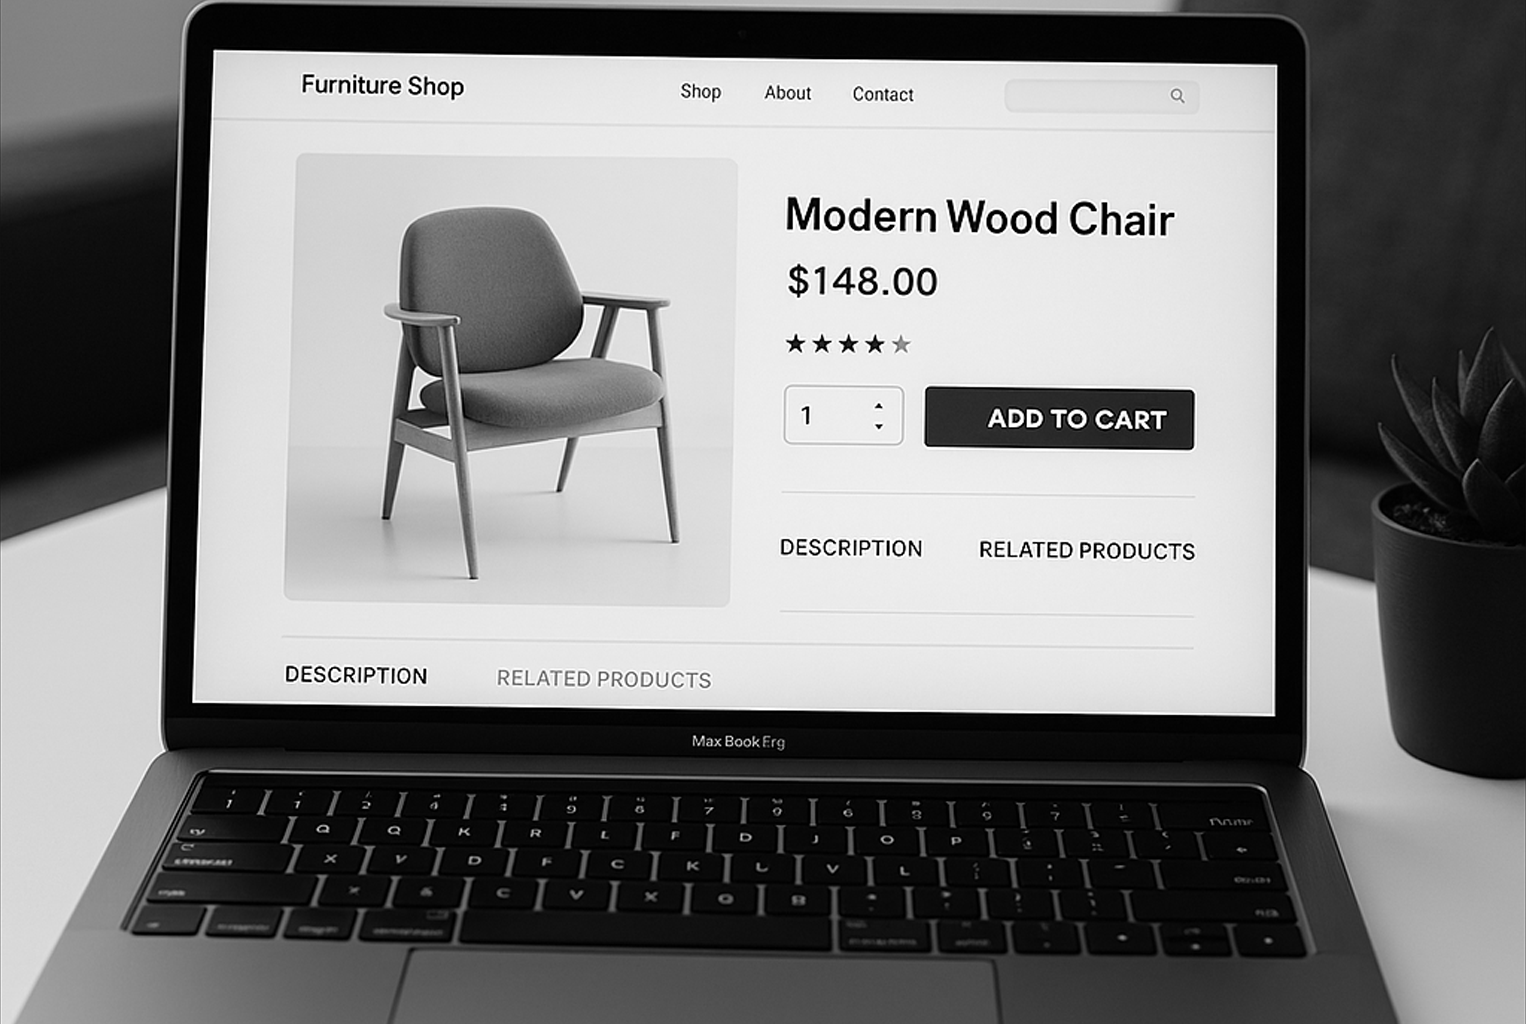 Furniture Shop
Shop About Contact
Modern Wood Chair
$148.00
1
ADD TO CART
DESCRIPTION RELATED PRODUCTS
DESCRIPTION RELATED PRODUCTS
Max Book Erg
Q Q K R L F D J O P
X V D F C K L V L
C V X Q 8